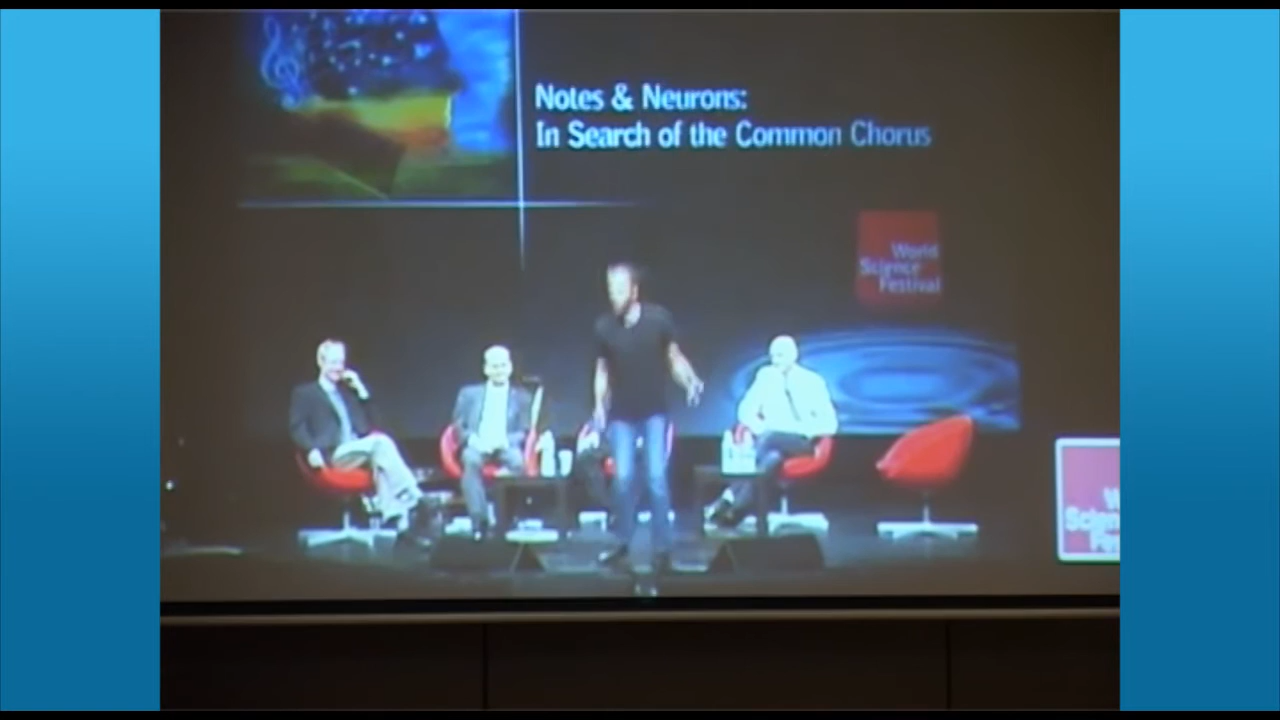 Notes & Neurons:
In Search of the Common Chorus
World
Science
Festival